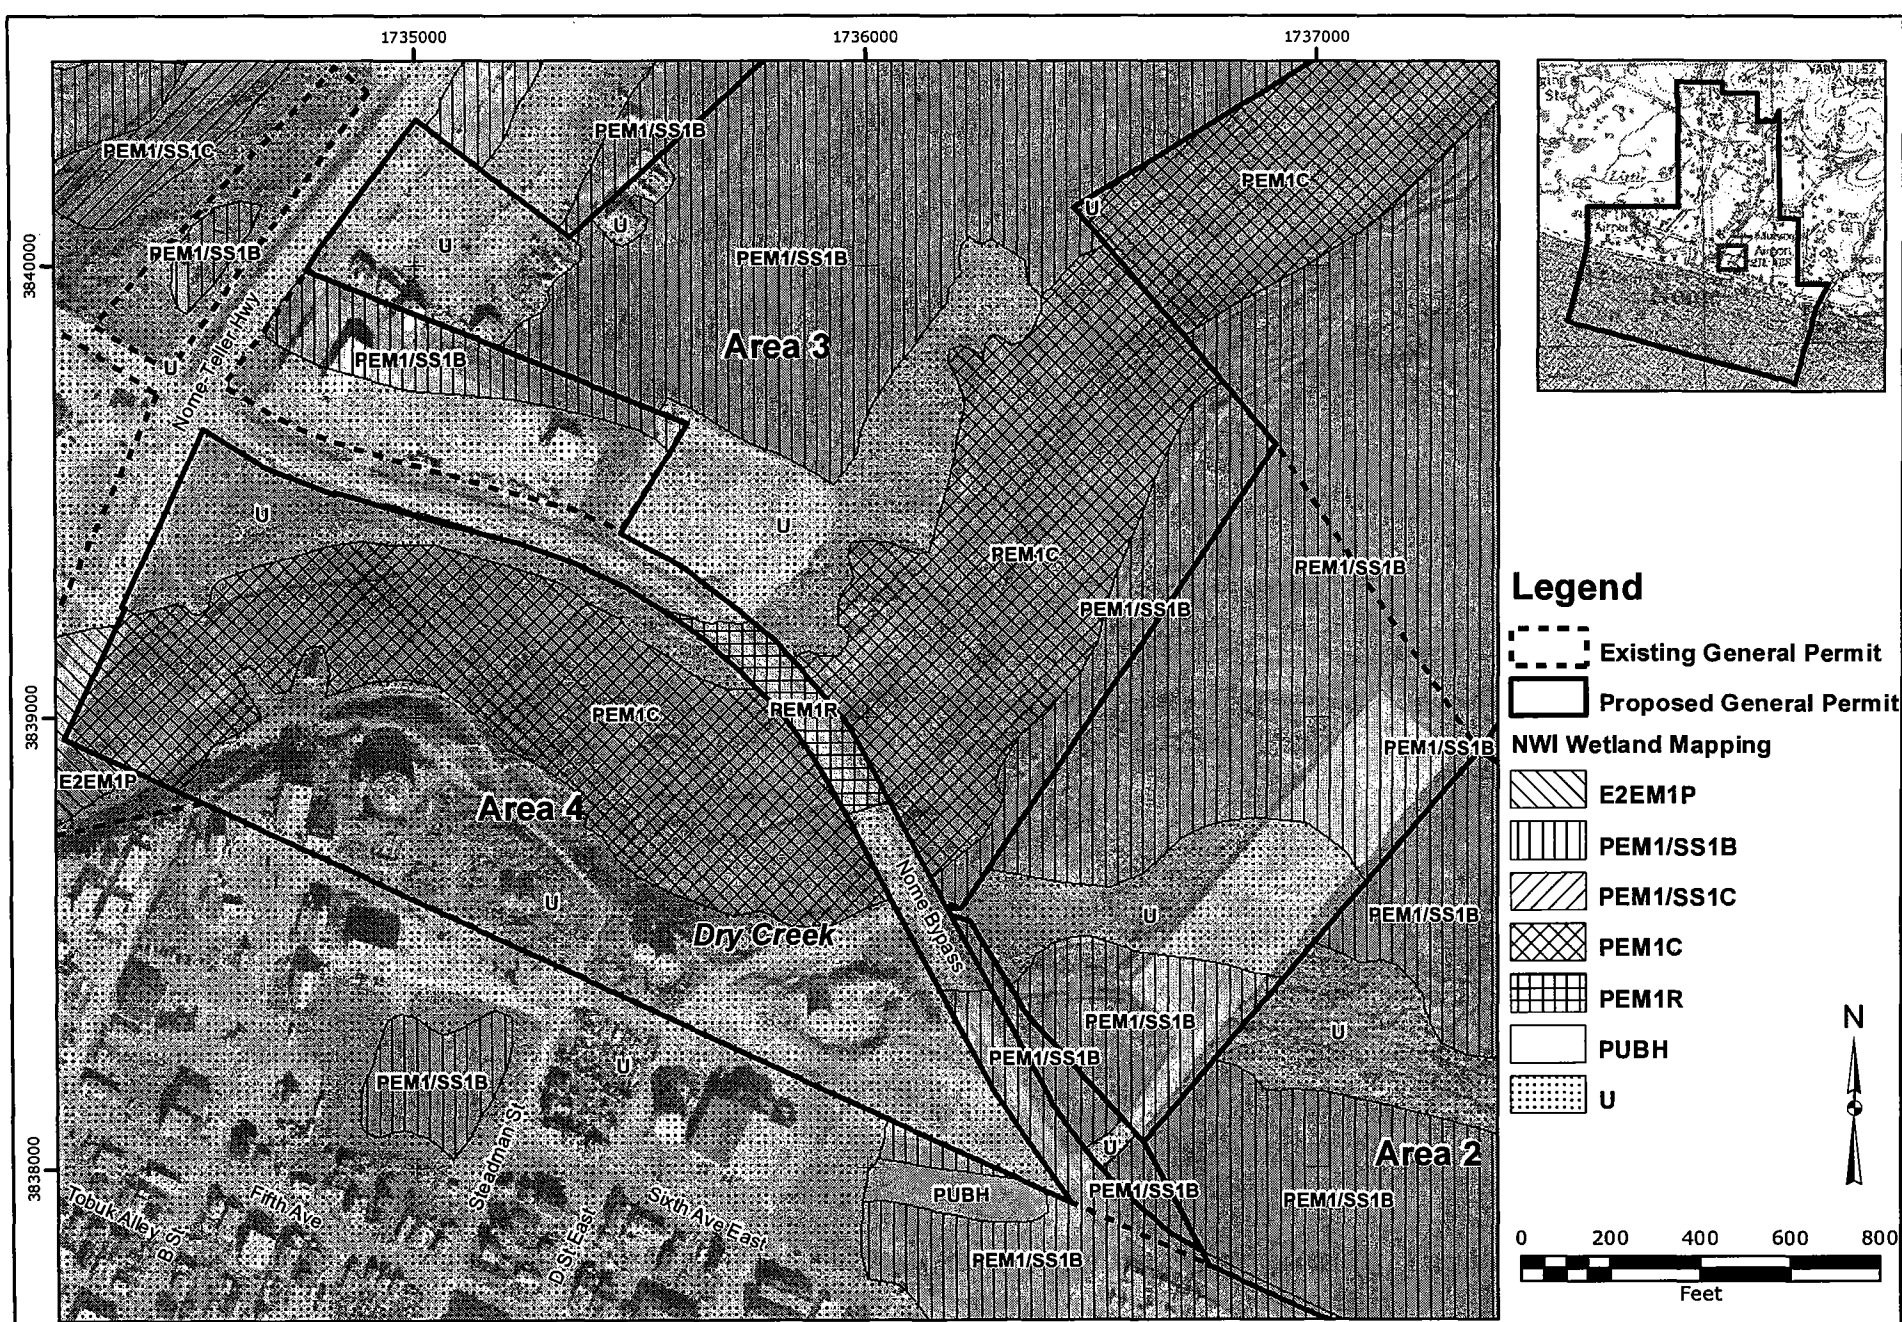 1735000
1736000
1737000
3840000
3839000
3838000
PEM1/SS1C
PEM1/SS1B
PEM1/SS1B
PEM1C
U
U
U
PEM1/SS1B
Area 3
PEM1/SS1B
U
Nome Teller Hwy
U
U
PEM1C
PEM1/SS1B
PEM1/SS1B
PEM1C
PEM1R
PEM1/SS1B
E2EM1P
Area 4
U
Dry Creek
Nome Bypass
U
PEM1/SS1B
PEM1/SS1B
PEM1/SS1B
U
PEM1/SS1B
U
Steadman St
U
Area 2
PUBH
PEM1/SS1B
PEM1/SS1B
Tobuk Alley
B St
Fifth Ave
D St East
Sixth Ave East
PEM1/SS1B
Airport
Legend
Existing General Permit
Proposed General Permit
NWI Wetland Mapping
E2EM1P
PEM1/SS1B
PEM1/SS1C
PEM1C
PEM1R
PUBH
U
N
0 200 400 600 800
Feet